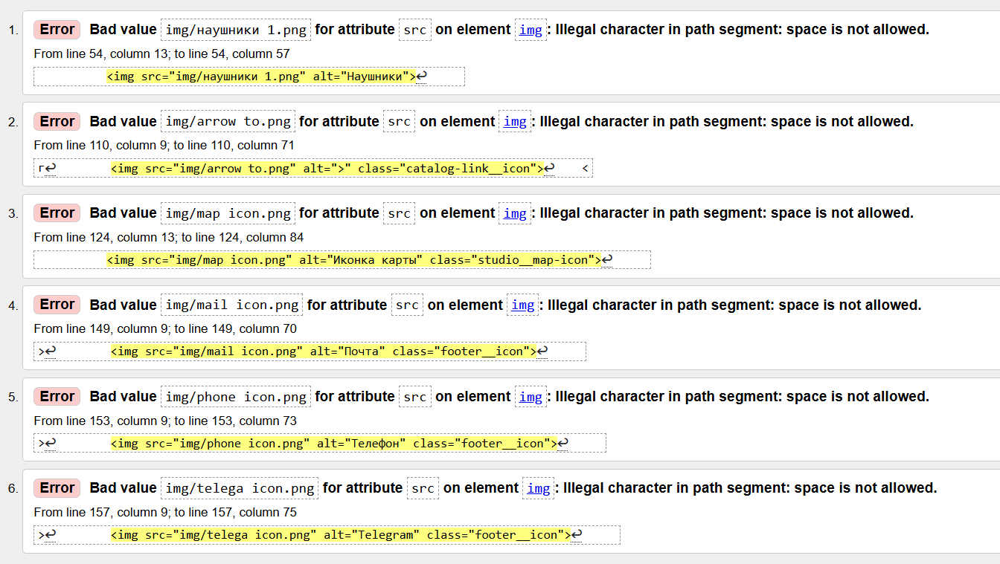 1. Error Bad value img/наушники 1.png for attribute src on element img: Illegal character in path segment: space is not allowed.
From line 54, column 13; to line 54, column 57
<img src="img/наушники 1.png" alt="Наушники">↩
2. Error Bad value img/arrow to.png for attribute src on element img: Illegal character in path segment: space is not allowed.
From line 110, column 9; to line 110, column 71
г↩ <img src="img/arrow to.png" alt=">" class="catalog-link__icon">↩ <
3. Error Bad value img/map icon.png for attribute src on element img: Illegal character in path segment: space is not allowed.
From line 124, column 13; to line 124, column 84
<img src="img/map icon.png" alt="Иконка карты" class="studio__map-icon">↩
4. Error Bad value img/mail icon.png for attribute src on element img: Illegal character in path segment: space is not allowed.
From line 149, column 9; to line 149, column 70
>↩ <img src="img/mail icon.png" alt="Почта" class="footer__icon">↩
5. Error Bad value img/phone icon.png for attribute src on element img: Illegal character in path segment: space is not allowed.
From line 153, column 9; to line 153, column 73
>↩ <img src="img/phone icon.png" alt="Телефон" class="footer__icon">↩
6. Error Bad value img/telega icon.png for attribute src on element img: Illegal character in path segment: space is not allowed.
From line 157, column 9; to line 157, column 75
>↩ <img src="img/telega icon.png" alt="Telegram" class="footer__icon">↩